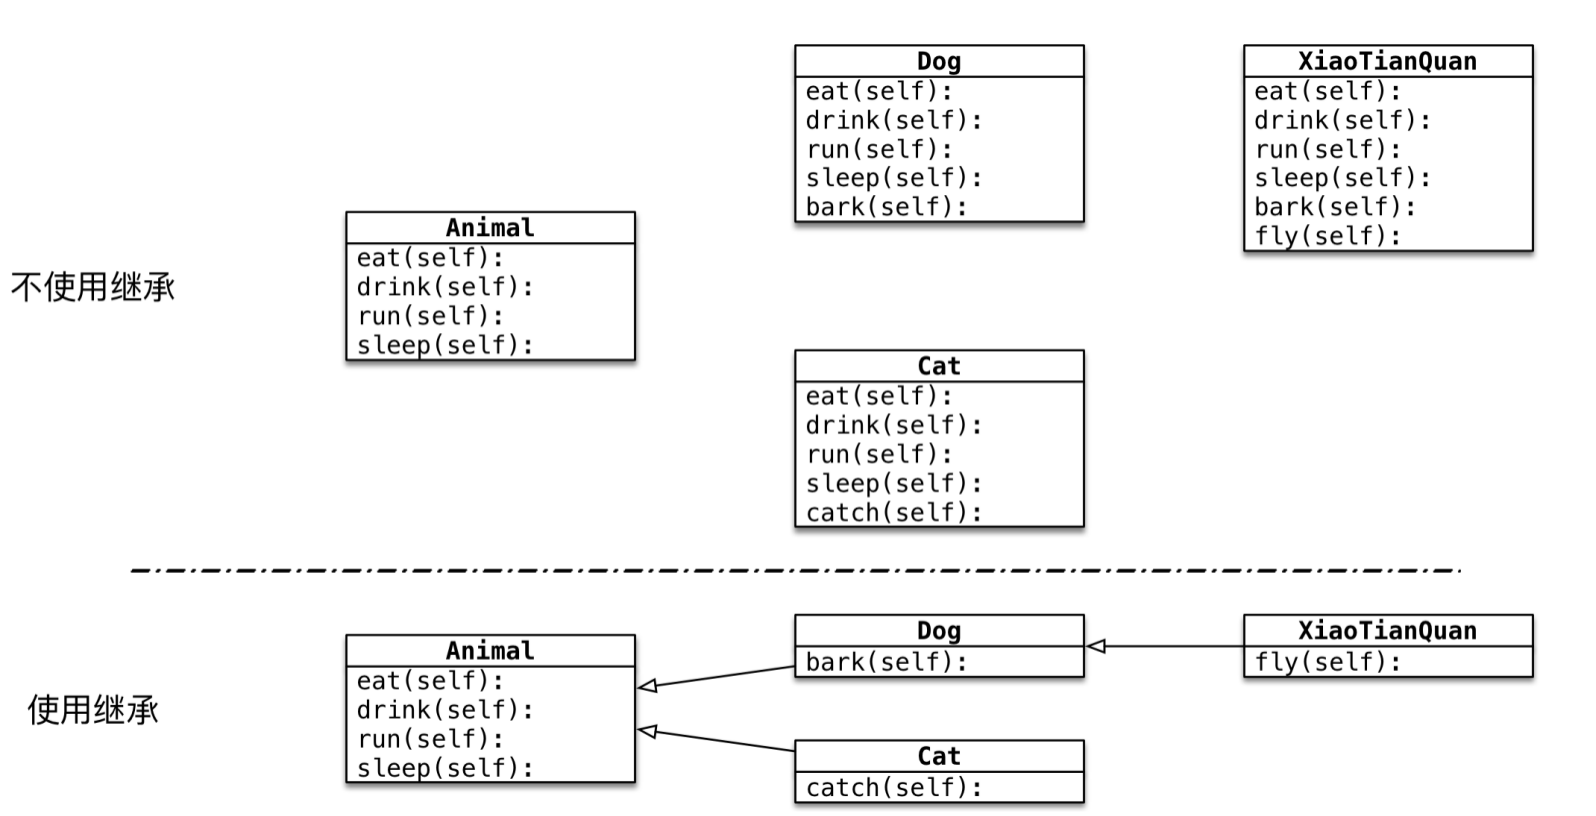 不使用继承
Animal
eat(self):
drink(self):
run(self):
sleep(self):
Dog
eat(self):
drink(self):
run(self):
sleep(self):
bark(self):
XiaoTianQuan
eat(self):
drink(self):
run(self):
sleep(self):
bark(self):
fly(self):
Cat
eat(self):
drink(self):
run(self):
sleep(self):
catch(self):
使用继承
Animal
eat(self):
drink(self):
run(self):
sleep(self):
Dog
bark(self):
XiaoTianQuan
fly(self):
Cat
catch(self):